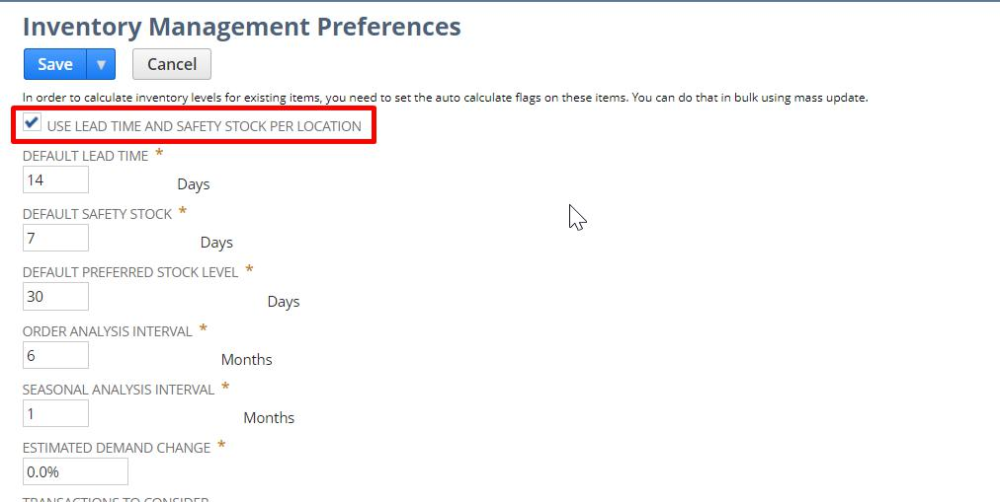 Inventory Management Preferences
Save Cancel
In order to calculate inventory levels for existing items, you need to set the auto calculate flags on these items. You can do that in bulk using mass update.
USE LEAD TIME AND SAFETY STOCK PER LOCATION
DEFAULT LEAD TIME *
14 Days
DEFAULT SAFETY STOCK *
7 Days
DEFAULT PREFERRED STOCK LEVEL *
30 Days
ORDER ANALYSIS INTERVAL *
6 Months
SEASONAL ANALYSIS INTERVAL *
1 Months
ESTIMATED DEMAND CHANGE *
0.0%
TRANSACTIONS TO CONSIDER